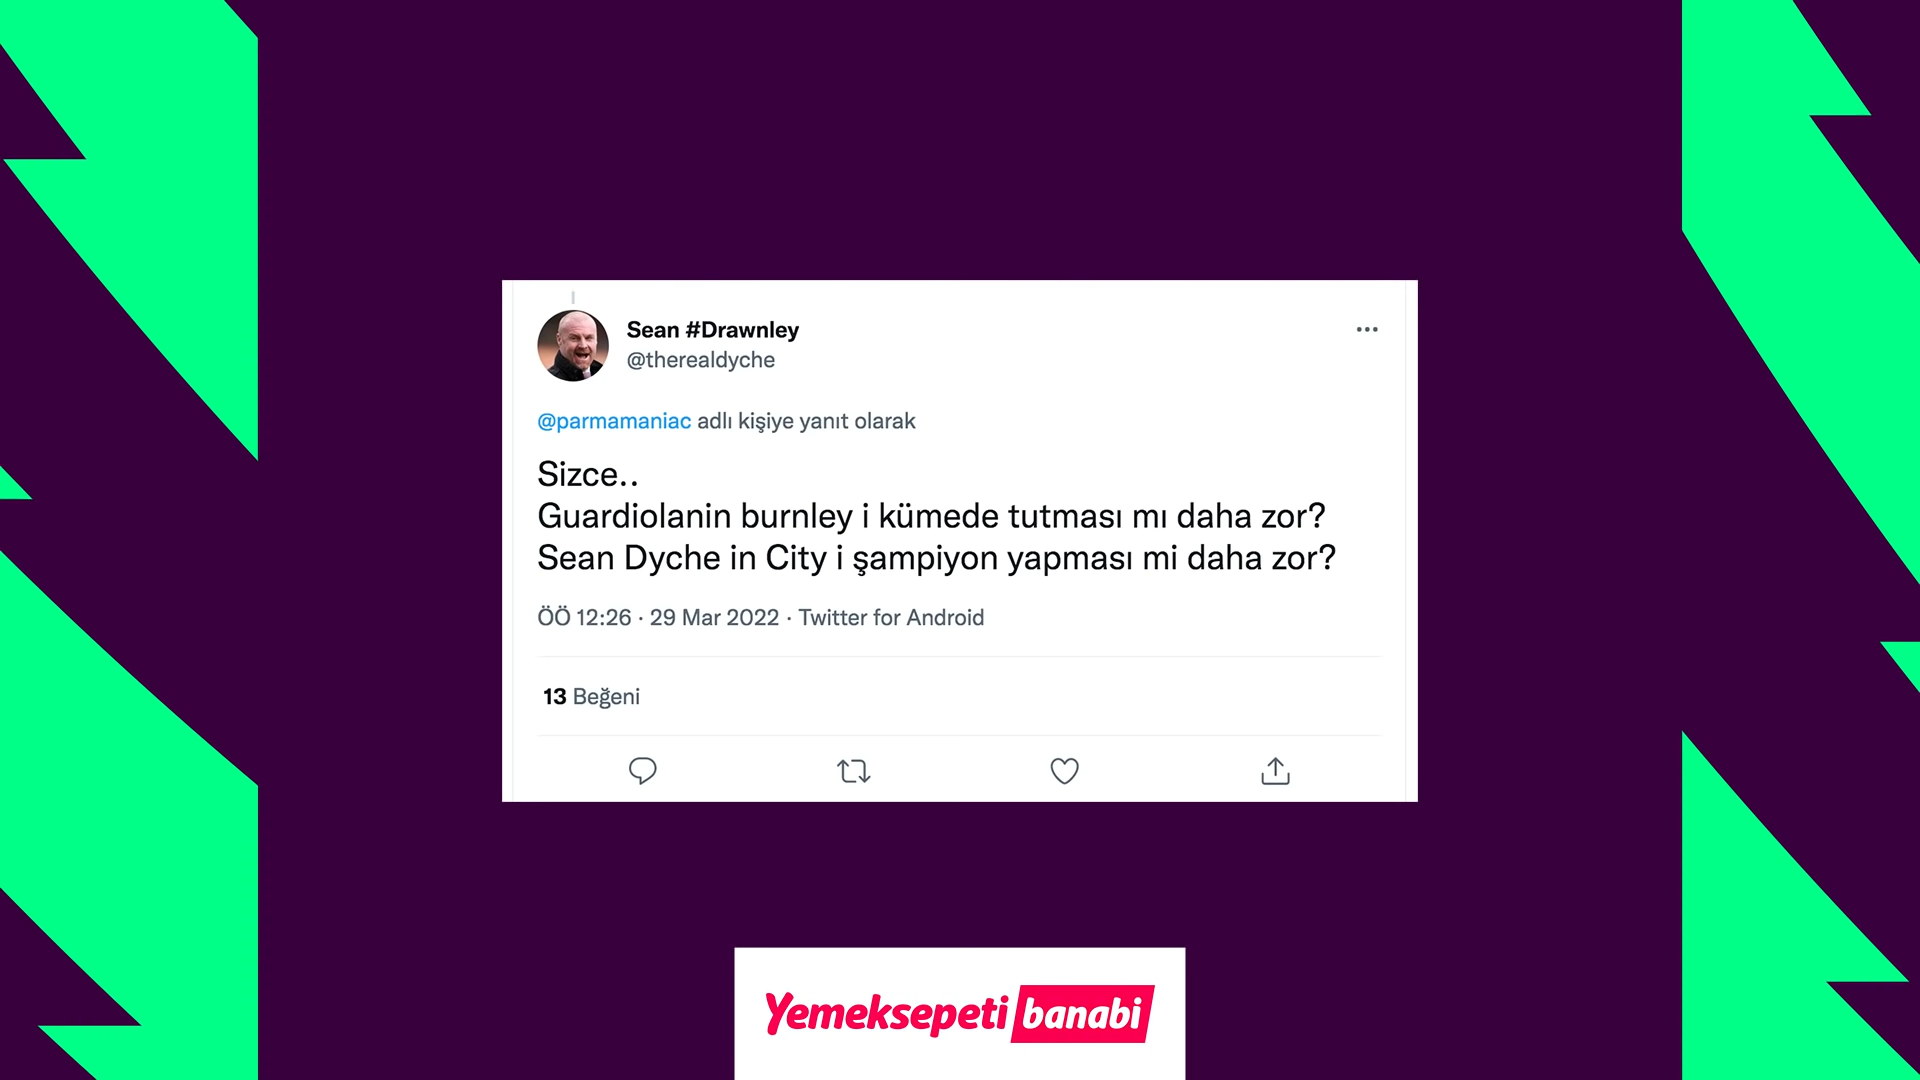 Sean #Drawnley
@therealdyche
@parmamaniac adlı kişiye yanıt olarak
Sizce..
Guardiolanin burnley i kümede tutması mı daha zor?
Sean Dyche in City i şampiyon yapması mi daha zor?
ÖÖ 12:26 · 29 Mar 2022 · Twitter for Android
13 Beğeni
Yemeksepeti banabi